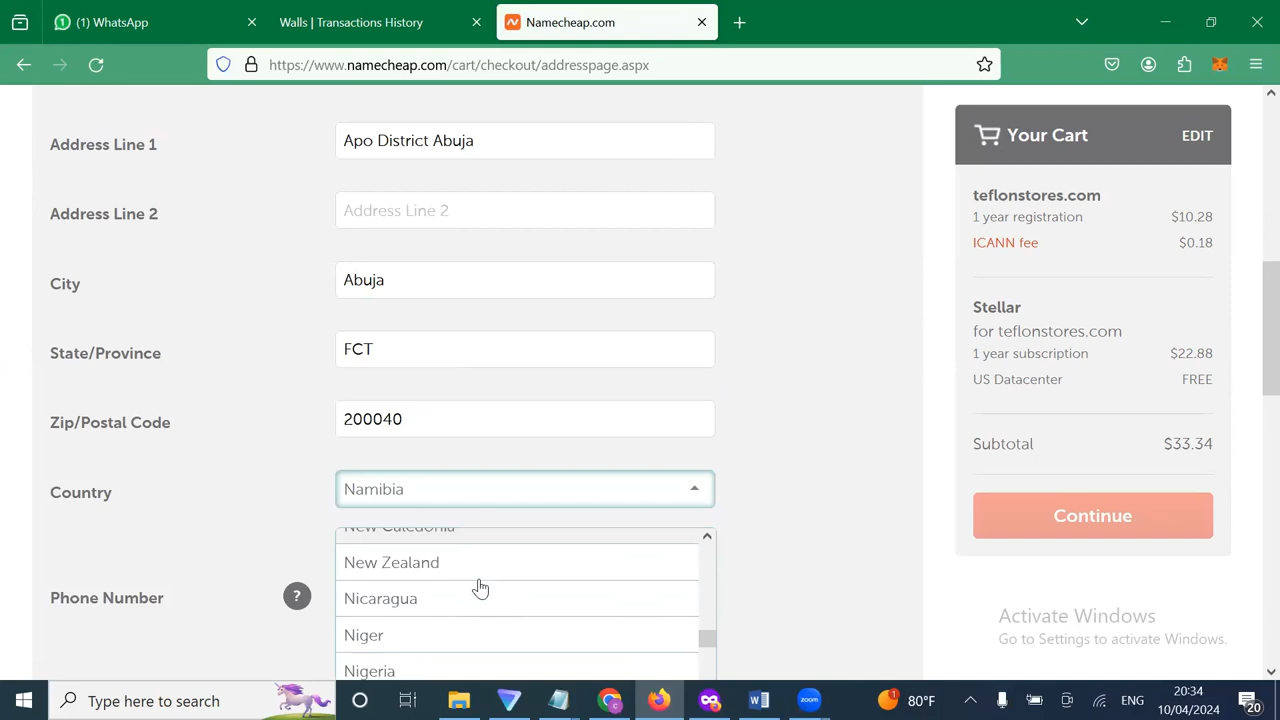 (1) WhatsApp
Walls | Transactions History
Namecheap.com
https://www.namecheap.com/cart/checkout/addresspage.aspx
Address Line 1
Apo District Abuja
Address Line 2
Address Line 2
City
Abuja
State/Province
FCT
Zip/Postal Code
200040
Country
Namibia
New Caledonia
New Zealand
Nicaragua
Niger
Nigeria
Phone Number
?
Your Cart
EDIT
teflonstores.com
1 year registration $10.28
ICANN fee $0.18
Stellar
for teflonstores.com
1 year subscription $22.88
US Datacenter FREE
Subtotal $33.34
Continue
Activate Windows
Go to Settings to activate Windows.
Type here to search
zoom
1
80°F
ENG
20:34
10/04/2024
20